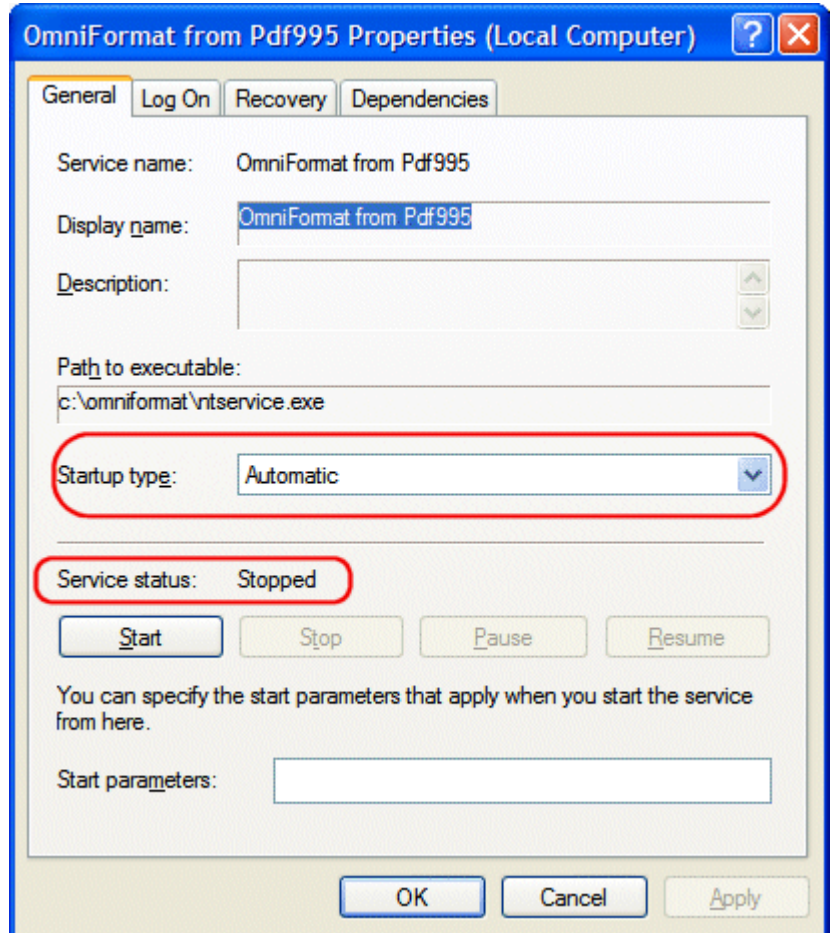 OmniFormat from Pdf995 Properties (Local Computer)
General Log On Recovery Dependencies
Service name: OmniFormat from Pdf995
Display name: OmniFormat from Pdf995
Description:
Path to executable:
c:\omniformat\ntservice.exe
Startup type: Automatic
Service status: Stopped
Start Stop Pause Resume
You can specify the start parameters that apply when you start the service
from here.
Start parameters:
OK Cancel Apply